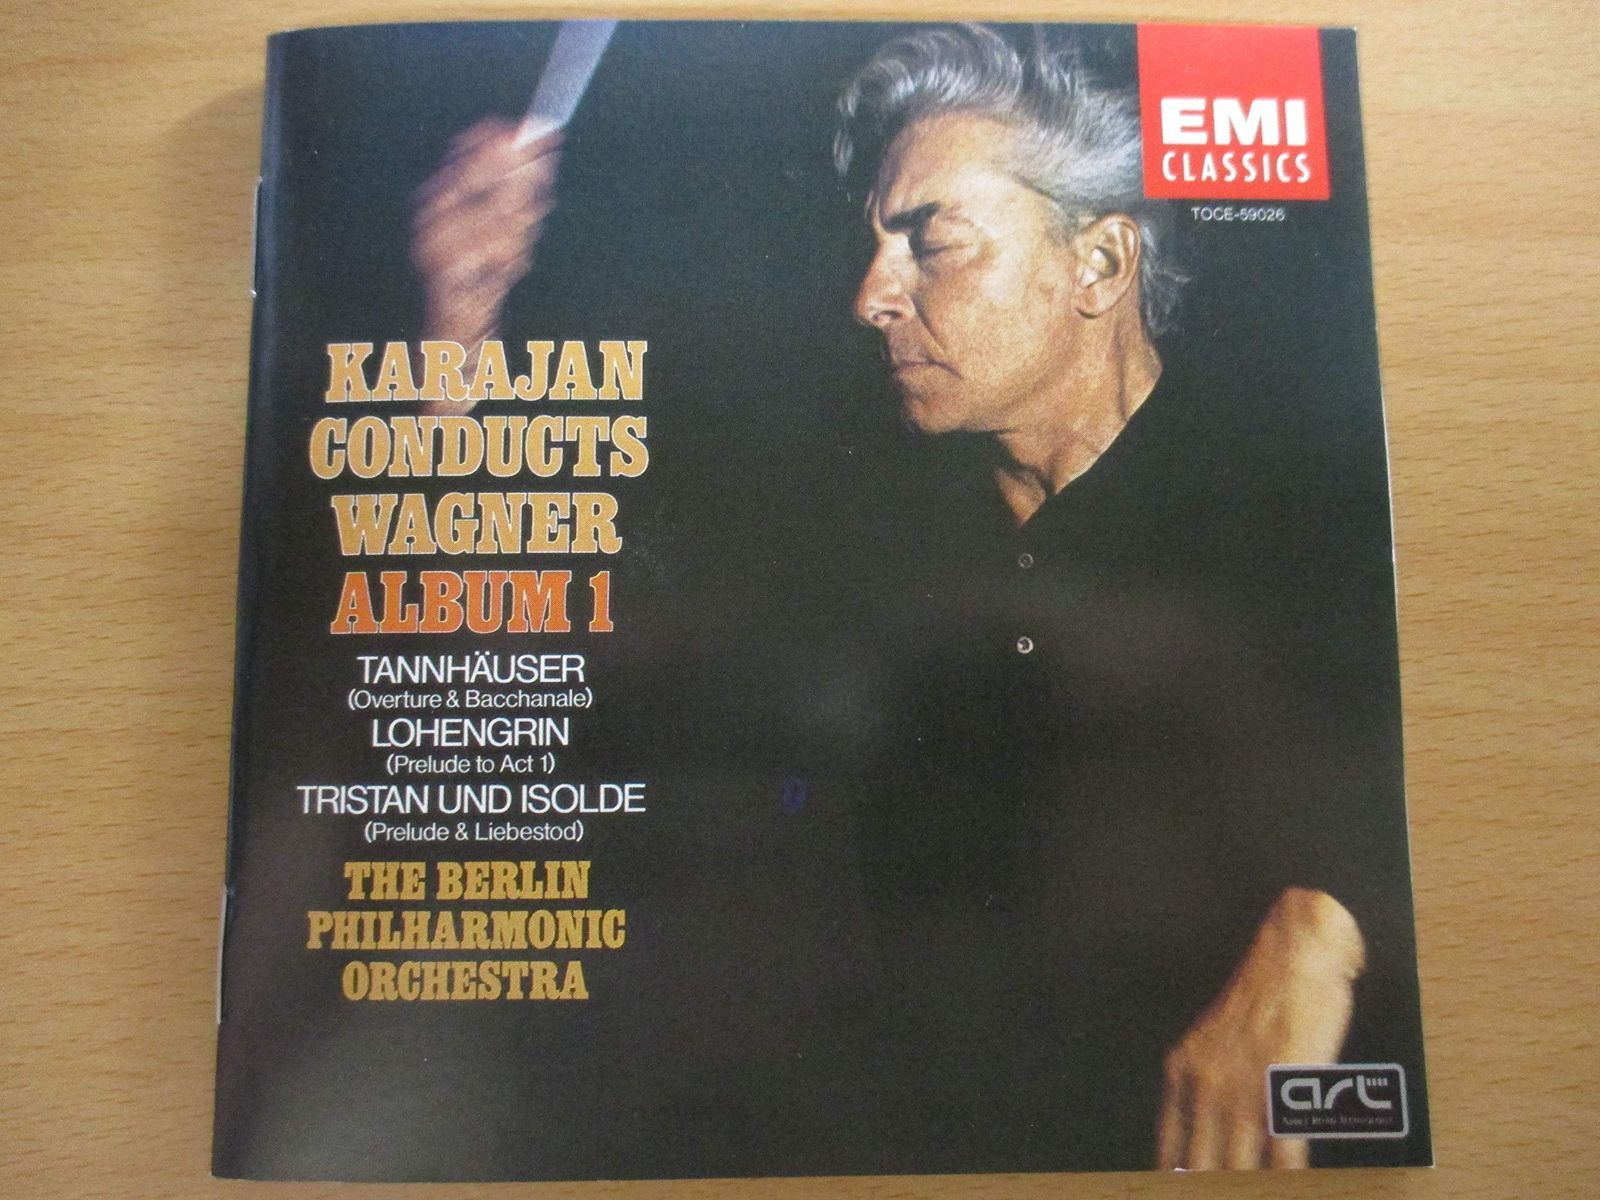 EMI
CLASSICS
TOCE-59026
KARAJAN
CONDUCTS
WAGNER
ALBUM 1
TANNHÄUSER
(Overture & Bacchanale)
LOHENGRIN
(Prelude to Act 1)
TRISTAN UND ISOLDE
(Prelude & Liebestod)
THE BERLIN
PHILHARMONIC
ORCHESTRA
art